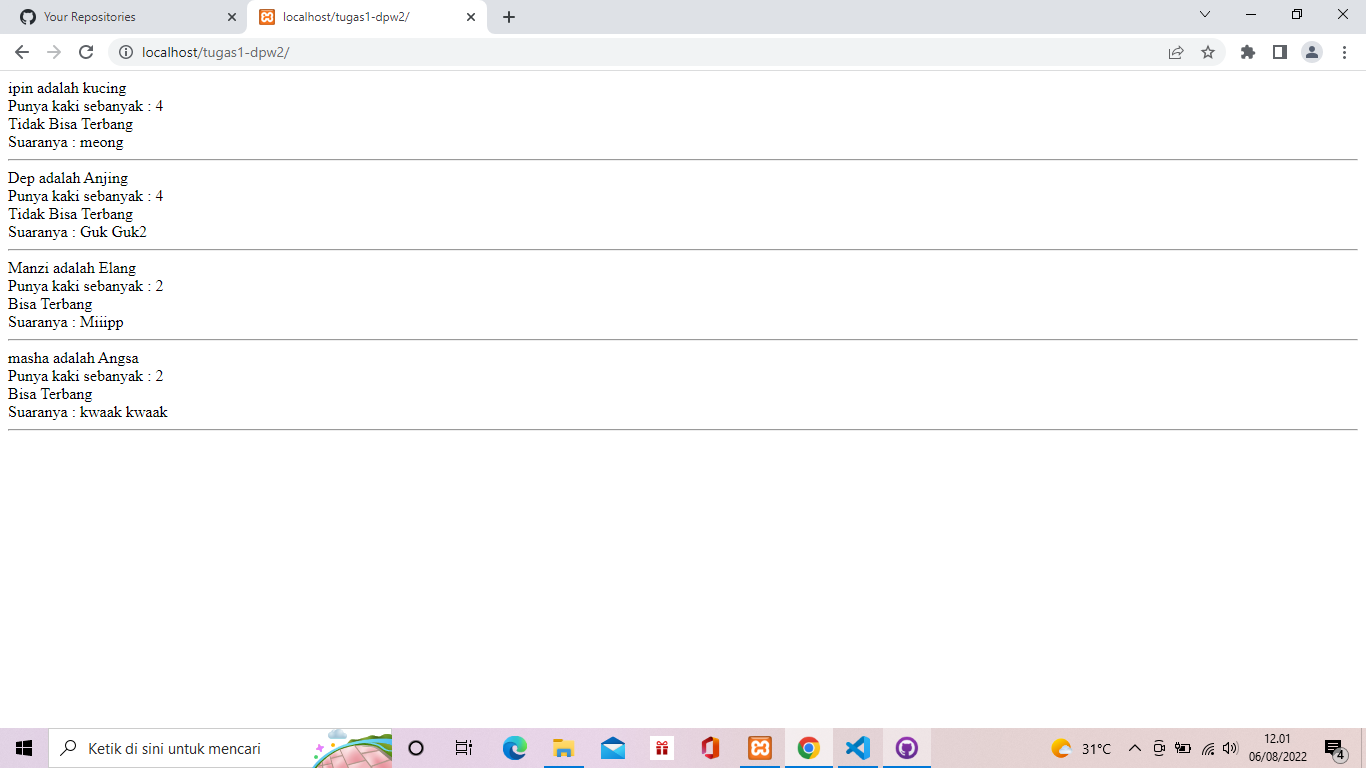 Your Repositories
localhost/tugas1-dpw2/
localhost/tugas1-dpw2/
ipin adalah kucing
Punya kaki sebanyak : 4
Tidak Bisa Terbang
Suaranya : meong
Dep adalah Anjing
Punya kaki sebanyak : 4
Tidak Bisa Terbang
Suaranya : Guk Guk2
Manzi adalah Elang
Punya kaki sebanyak : 2
Bisa Terbang
Suaranya : Miiipp
masha adalah Angsa
Punya kaki sebanyak : 2
Bisa Terbang
Suaranya : kwaak kwaak
Ketik di sini untuk mencari
31°C
12.01
06/08/2022
4